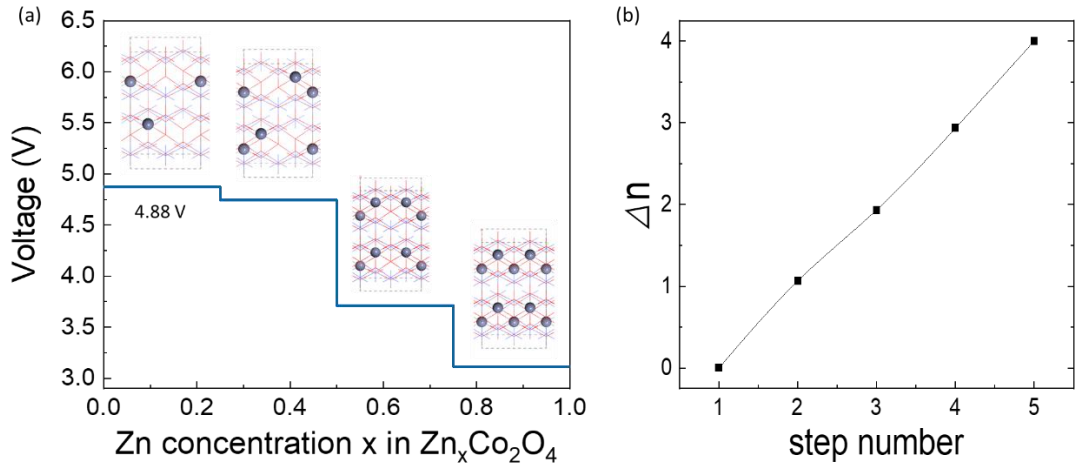 (a)
6.5
6.0
5.5
5.0
4.5
4.0
3.5
3.0
Voltage (V)
4.88 V
0.0 0.2 0.4 0.6 0.8 1.0
Zn concentration x in ZnₓCo₂O₄
(b)
4
3
2
1
0
Δn
1 2 3 4 5
step number